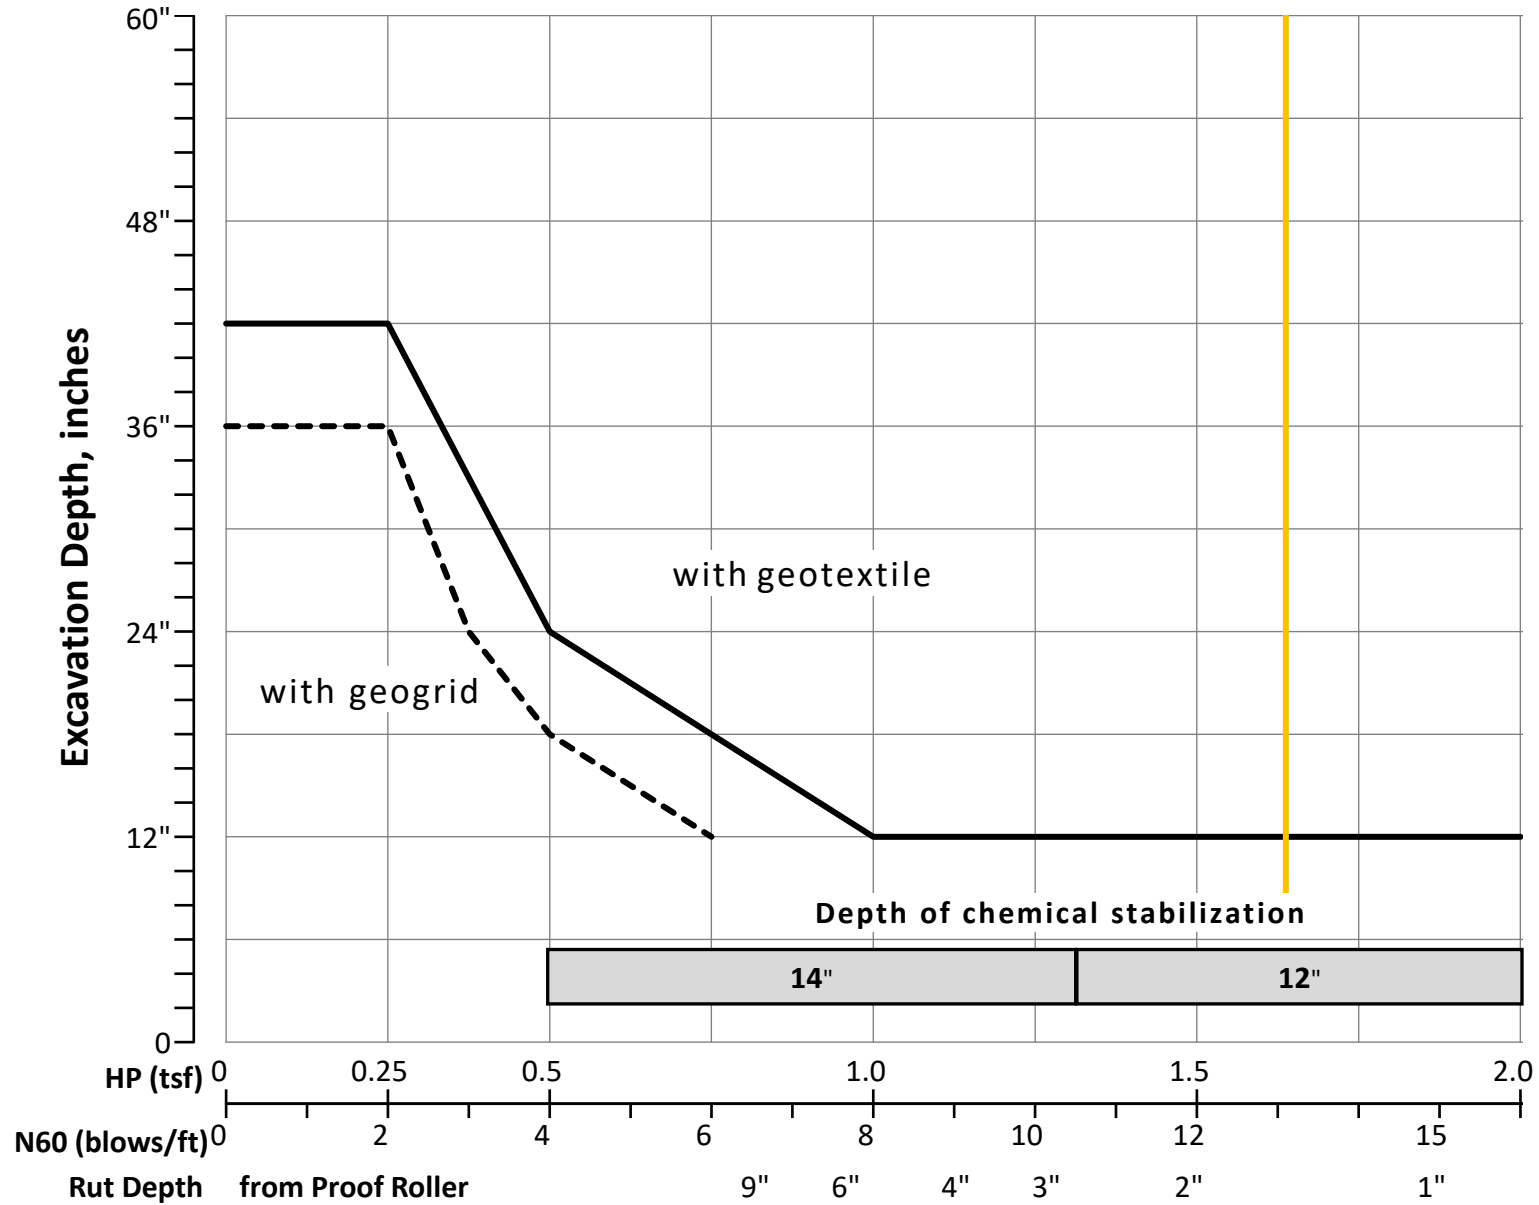 60"
48"
36"
24"
12"
0
Excavation Depth, inches
with geotextile
with geogrid
Depth of chemical stabilization
14"
12"
HP (tsf) 0 0.25 0.5 1.0 1.5 2.0
N60 (blows/ft) 0 2 4 6 8 10 12 15
Rut Depth from Proof Roller 9" 6" 4" 3" 2" 1"